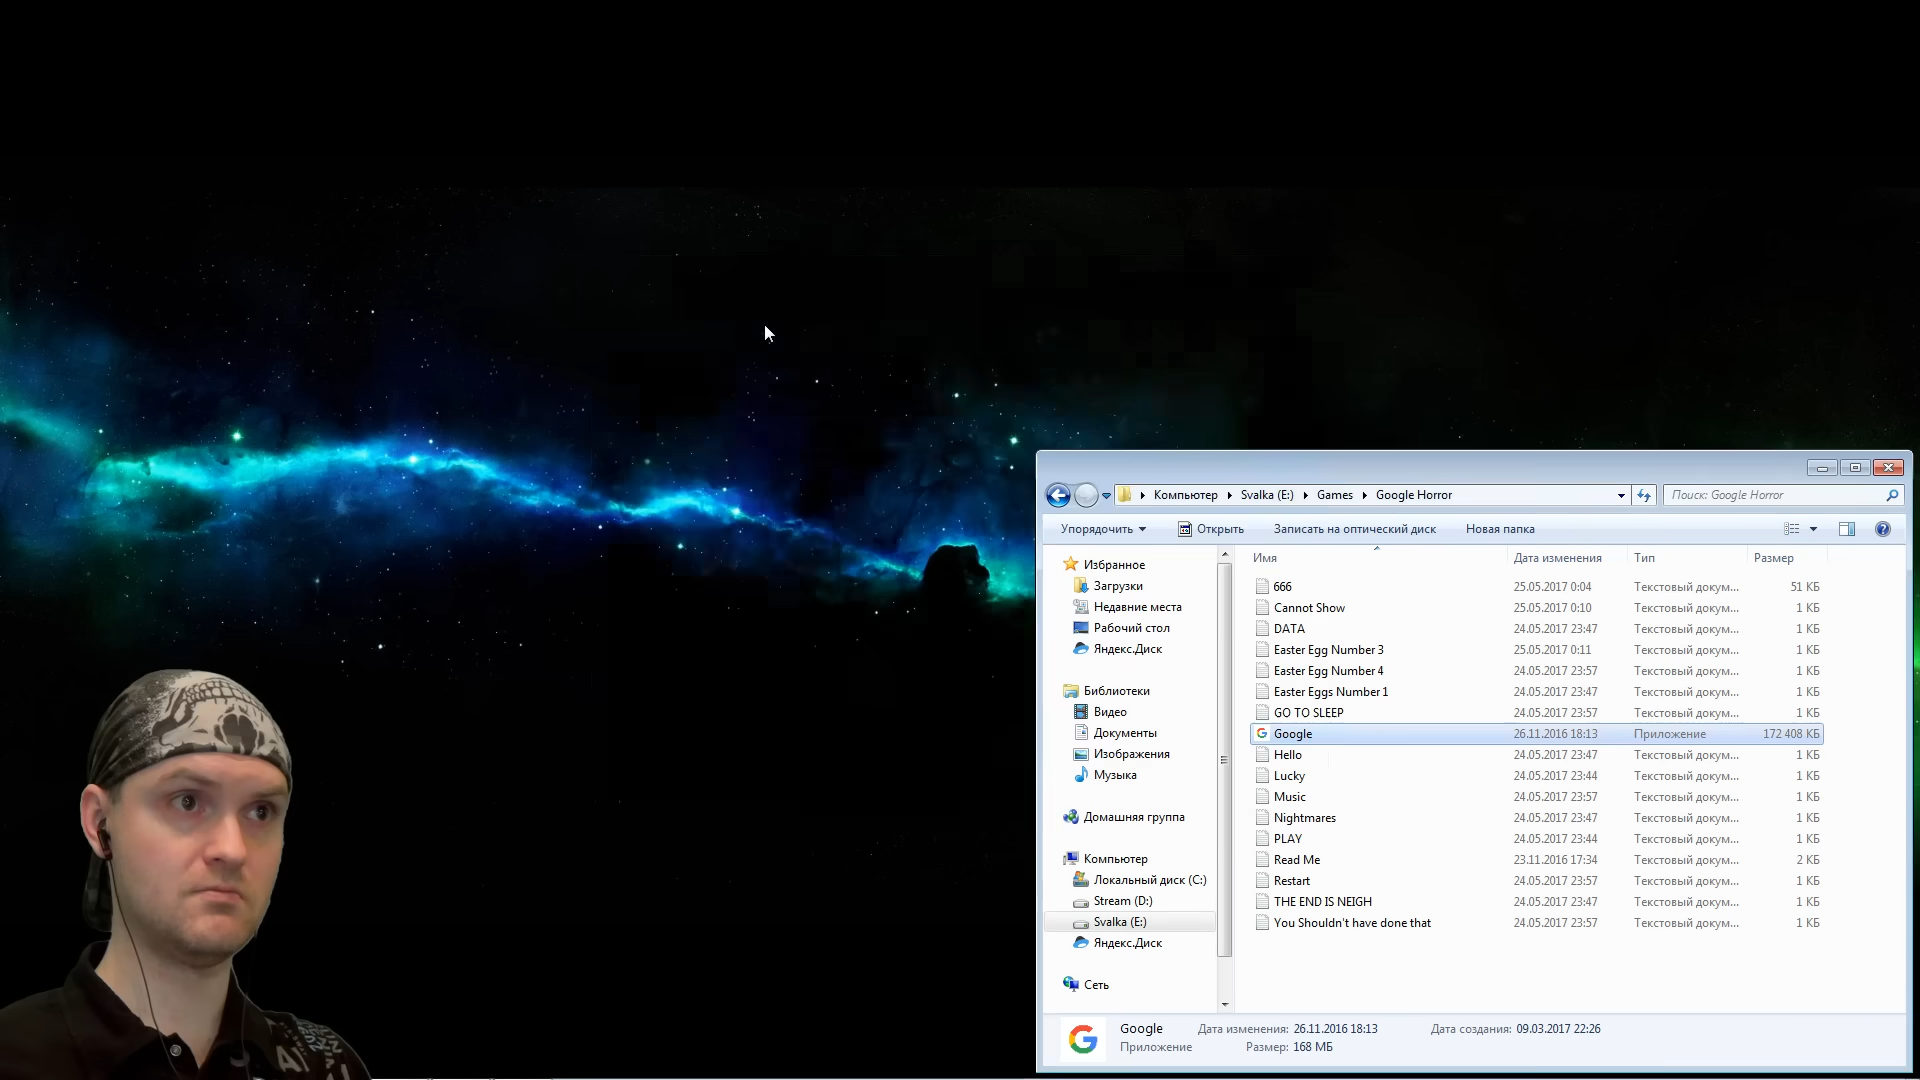 Компьютер Svalka (E:) Games Google Horror Поиск: Google Horror
Упорядочить Открыть Записать на оптический диск Новая папка
Избранное
Загрузки
Недавние места
Рабочий стол
Яндекс.Диск
Библиотеки
Видео
Документы
Изображения
Музыка
Домашняя группа
Компьютер
Локальный диск (C:)
Stream (D:)
Svalka (E:)
Яндекс.Диск
Сеть
Имя Дата изменения Тип Размер
666 25.05.2017 0:04 Текстовый докум... 51 КБ
Cannot Show 25.05.2017 0:10 Текстовый докум... 1 КБ
DATA 24.05.2017 23:47 Текстовый докум... 1 КБ
Easter Egg Number 3 25.05.2017 0:11 Текстовый докум... 1 КБ
Easter Egg Number 4 24.05.2017 23:57 Текстовый докум... 1 КБ
Easter Eggs Number 1 24.05.2017 23:47 Текстовый докум... 1 КБ
GO TO SLEEP 24.05.2017 23:57 Текстовый докум... 1 КБ
Google 26.11.2016 18:13 Приложение 172 408 КБ
Hello 24.05.2017 23:47 Текстовый докум... 1 КБ
Lucky 24.05.2017 23:44 Текстовый докум... 1 КБ
Music 24.05.2017 23:57 Текстовый докум... 1 КБ
Nightmares 24.05.2017 23:47 Текстовый докум... 1 КБ
PLAY 24.05.2017 23:44 Текстовый докум... 1 КБ
Read Me 23.11.2016 17:34 Текстовый докум... 2 КБ
Restart 24.05.2017 23:57 Текстовый докум... 1 КБ
THE END IS NEIGH 24.05.2017 23:47 Текстовый докум... 1 КБ
You Shouldn't have done that 24.05.2017 23:57 Текстовый докум... 1 КБ
Google Дата изменения: 26.11.2016 18:13 Дата создания: 09.03.2017 22:26
Приложение Размер: 168 МБ